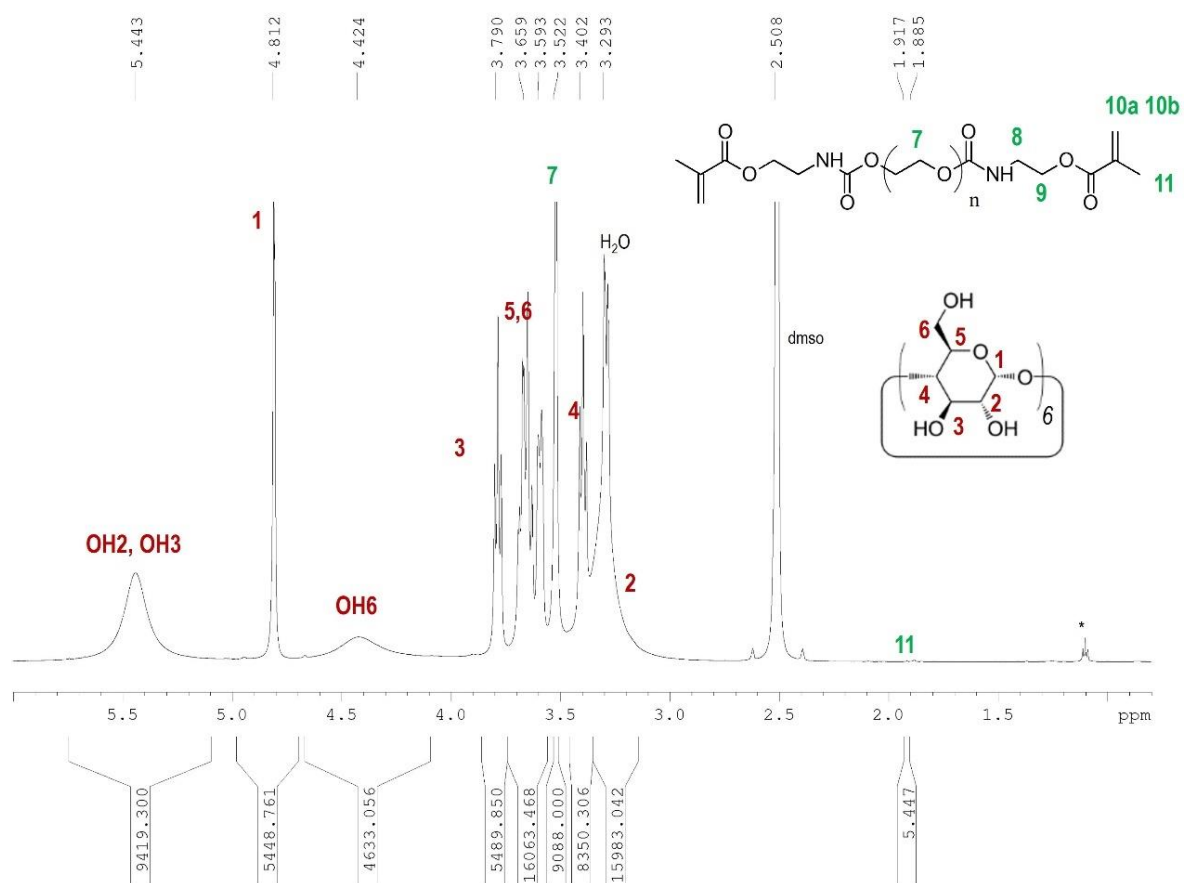 5.443
4.812
4.424
3.790
3.659
3.593
3.522
3.402
3.293
2.508
1.917
1.885
10a 10b
O
7
O
8
O
H
N
O
O
O
NH
O
9
O
O
n
11
7
1
H₂O
5,6
dmso
OH
6
5
O
1
4
O
4
2
6
3
HO
3
OH
OH2, OH3
2
OH6
11
*
5.5
5.0
4.5
4.0
3.5
3.0
2.5
2.0
1.5
ppm
9419.300
5448.761
4633.056
5489.850
16063.468
9088.000
8350.306
15983.042
5.447